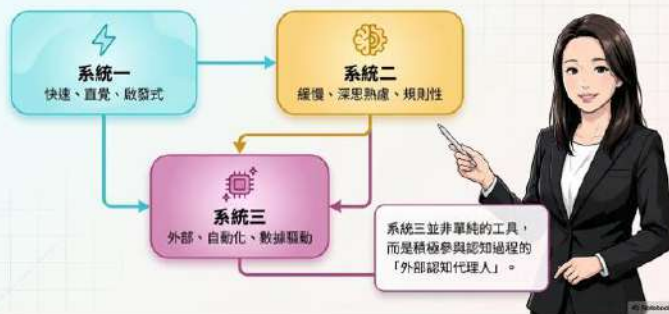 系統一
快速、直覺、啟發式
系統二
緩慢、深思熟慮、規則性
系統三
外部、自動化、數據驅動
系統三並非單純的工具，
而是積極參與認知過程的
「外部認知代理人」。
Notebook